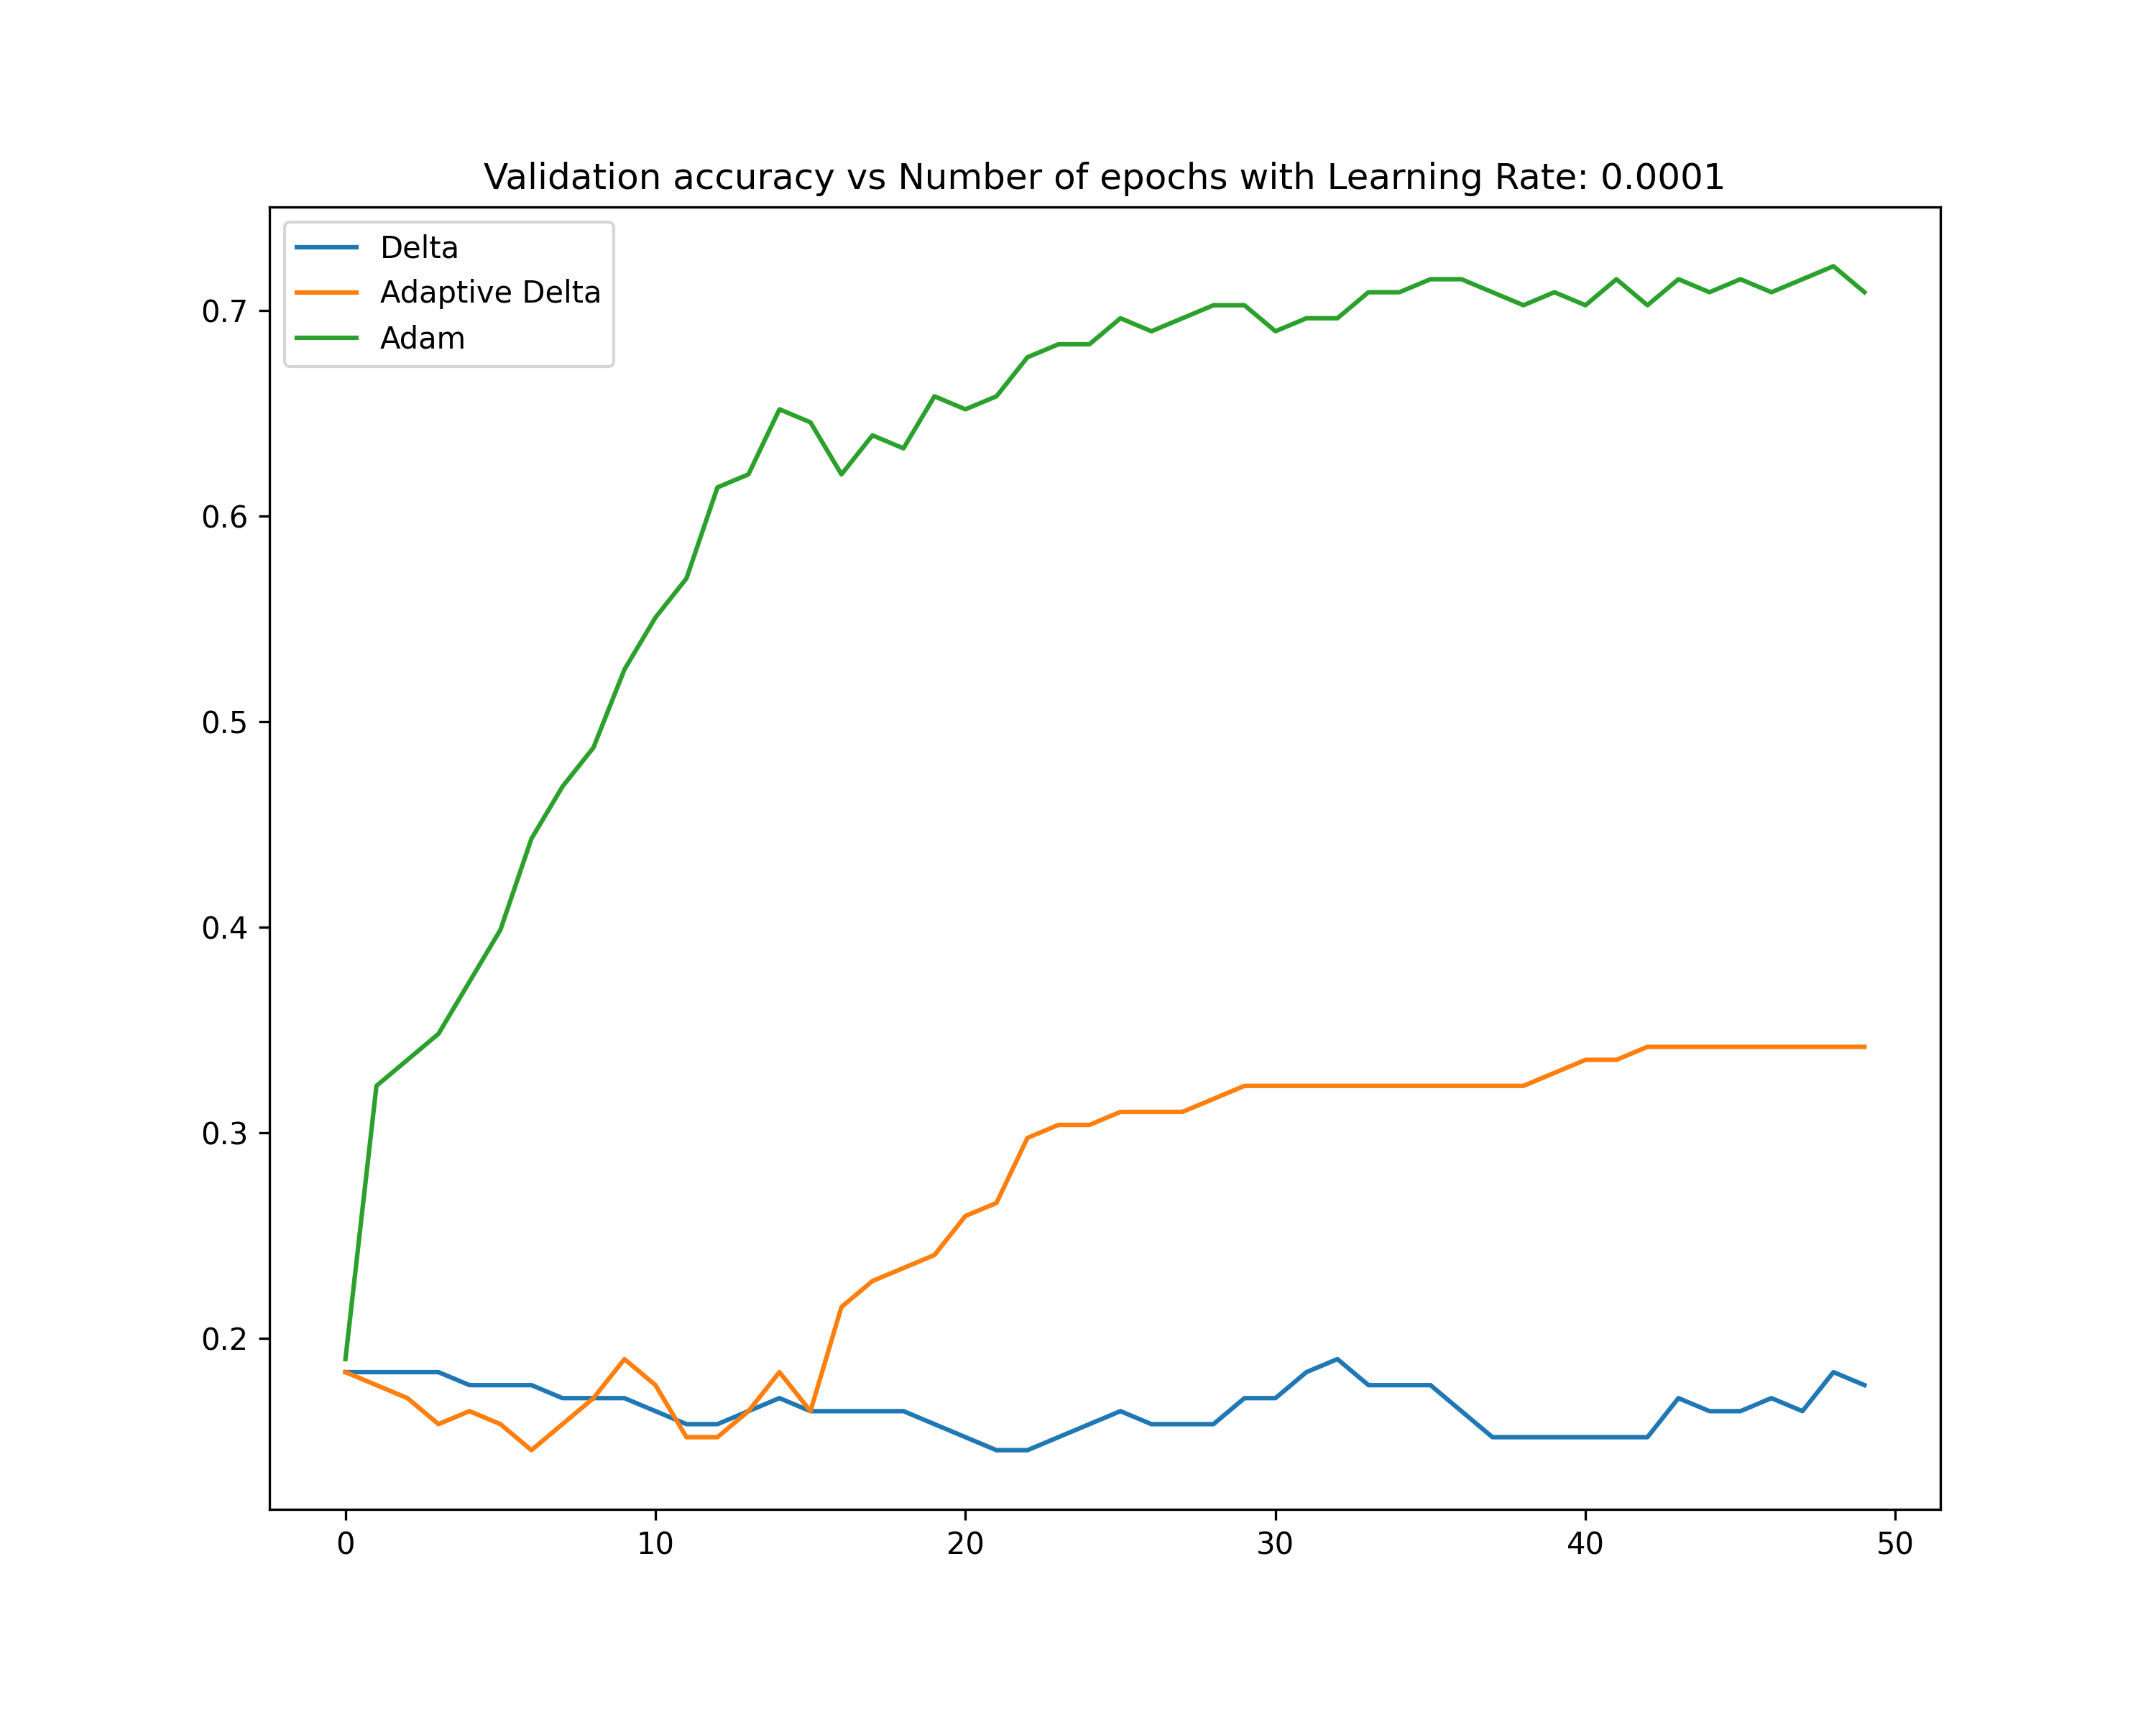 Validation accuracy vs Number of epochs with Learning Rate: 0.0001
Delta
Adaptive Delta
Adam
0.7
0.6
0.5
0.4
0.3
0.2
0 10 20 30 40 50